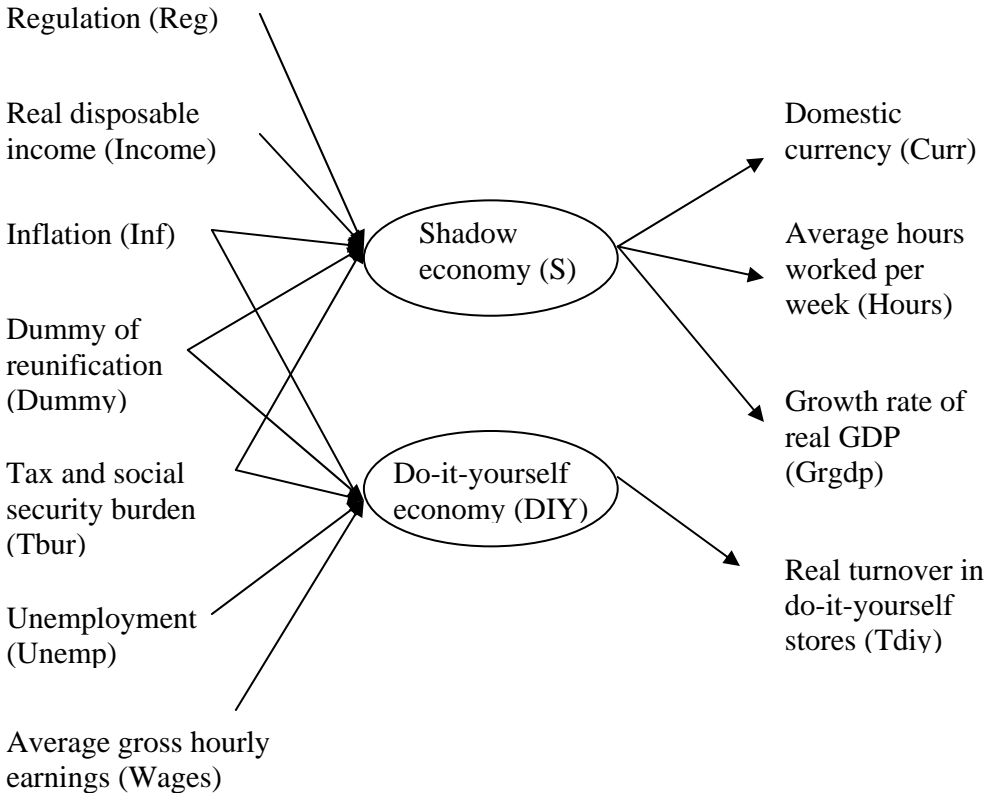 Regulation (Reg)
Real disposable
income (Income)
Inflation (Inf)
Dummy of
reunification
(Dummy)
Tax and social
security burden
(Tbur)
Unemployment
(Unemp)
Average gross hourly
earnings (Wages)
Shadow
economy (S)
Do-it-yourself
economy (DIY)
Domestic
currency (Curr)
Average hours
worked per
week (Hours)
Growth rate of
real GDP
(Grgdp)
Real turnover in
do-it-yourself
stores (Tdiy)